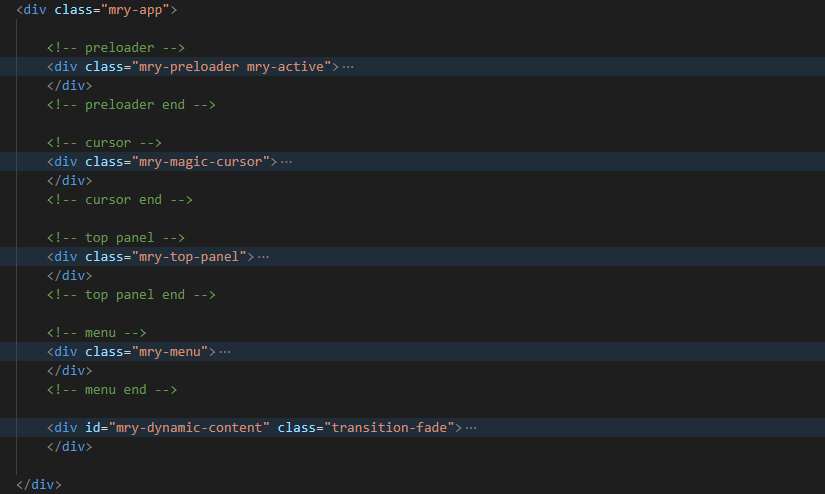 <div class="mry-app">
<!-- preloader -->
<div class="mry-preloader mry-active">···
</div>
<!-- preloader end -->
<!-- cursor -->
<div class="mry-magic-cursor">···
</div>
<!-- cursor end -->
<!-- top panel -->
<div class="mry-top-panel">···
</div>
<!-- top panel end -->
<!-- menu -->
<div class="mry-menu">···
</div>
<!-- menu end -->
<div id="mry-dynamic-content" class="transition-fade">···
</div>
</div>